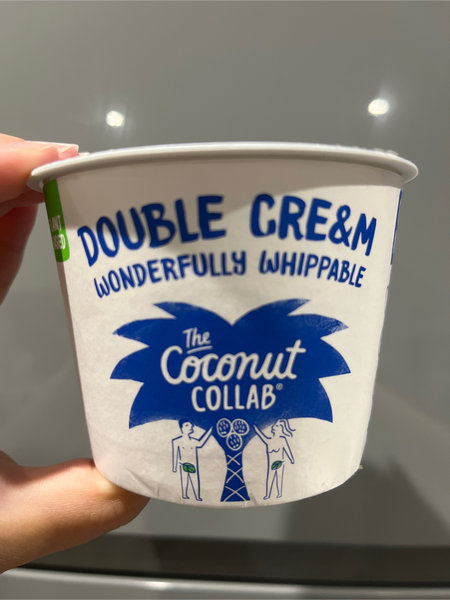 DOUBLE CRE&M
WONDERFULLY WHIPPABLE
The
Coconut
COLLAB®